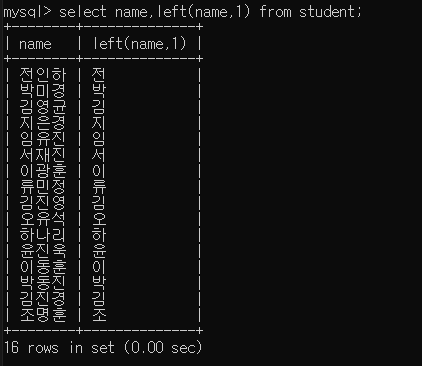 mysql> select name,left(name,1) from student;
+--------+--------------+
| name | left(name,1) |
+--------+--------------+
| 전인하 | 전 |
| 박미경 | 박 |
| 김영균 | 김 |
| 지은경 | 지 |
| 임유진 | 임 |
| 서재진 | 서 |
| 이광훈 | 이 |
| 류민정 | 류 |
| 김진영 | 김 |
| 오유석 | 오 |
| 하나리 | 하 |
| 윤진욱 | 윤 |
| 이동훈 | 이 |
| 박동진 | 박 |
| 김진경 | 김 |
| 조명훈 | 조 |
+--------+--------------+
16 rows in set (0.00 sec)